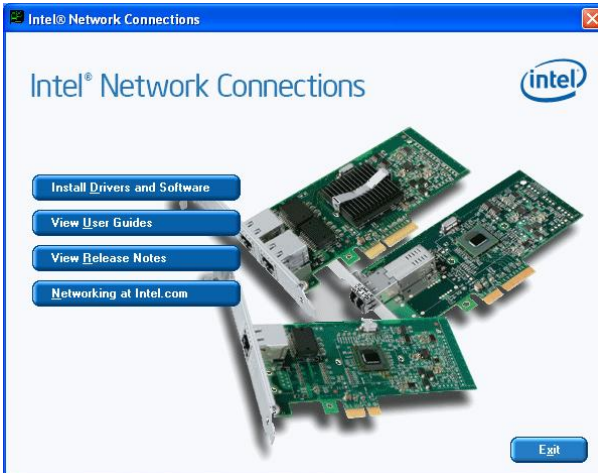 Intel® Network Connections
Intel® Network Connections
intel
Install Drivers and Software
View User Guides
View Release Notes
Networking at Intel.com
Exit